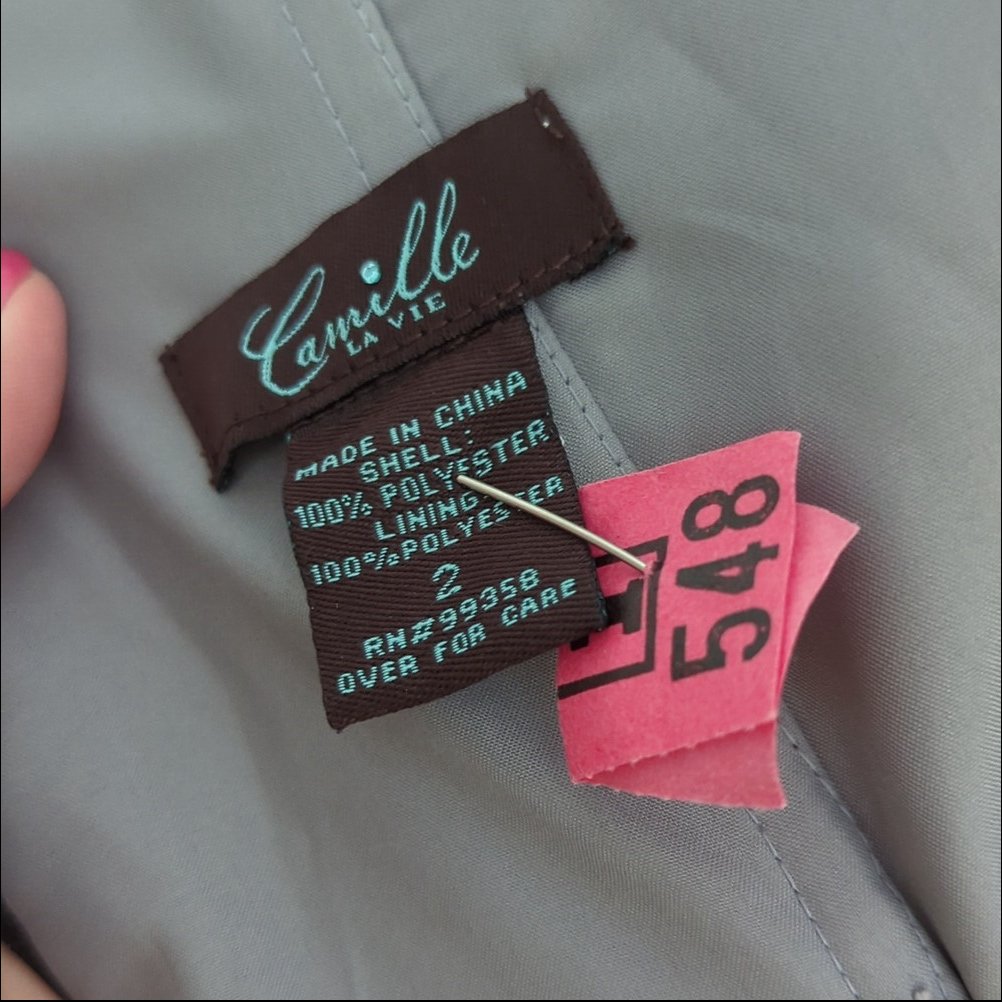 Camille
LA VIE
MADE IN CHINA
SHELL:
100% POLYESTER
LINING
100%POLYESTER
2
RN#99358
OVER FOR CARE
548